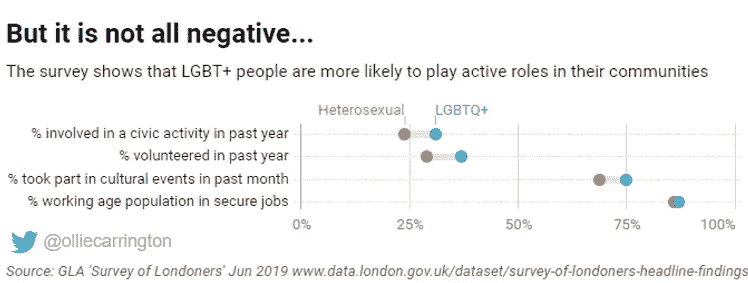 But it is not all negative...
The survey shows that LGBT+ people are more likely to play active roles in their communities
Heterosexual LGBTQ+
% involved in a civic activity in past year
% volunteered in past year
% took part in cultural events in past month
% working age population in secure jobs
0% 25% 50% 75% 100%
@olliecarrington
Source: GLA 'Survey of Londoners' Jun 2019 www.data.london.gov.uk/dataset/survey-of-londoners-headline-findings